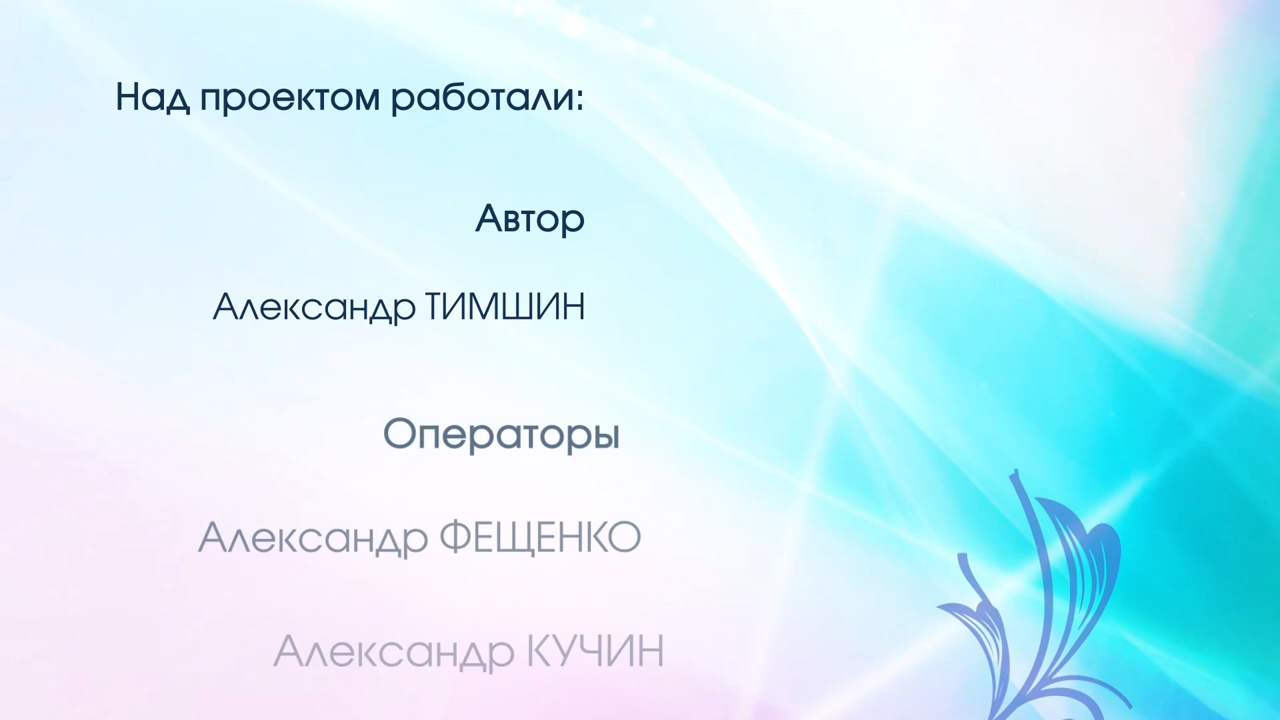 Над проектом работали:
Автор
Александр ТИМШИН
Операторы
Александр ФЕЩЕНКО
Александр КУЧИН